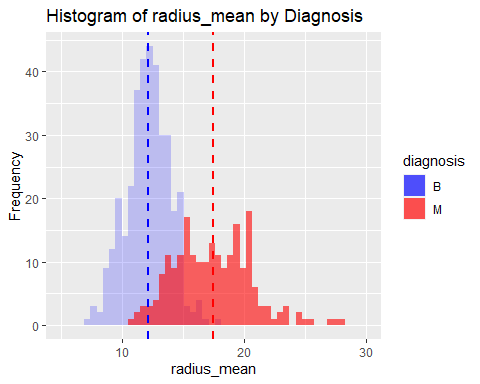 Histogram of radius_mean by Diagnosis
Frequency
40
30
20
10
0
10
20
30
radius_mean
diagnosis
B
M